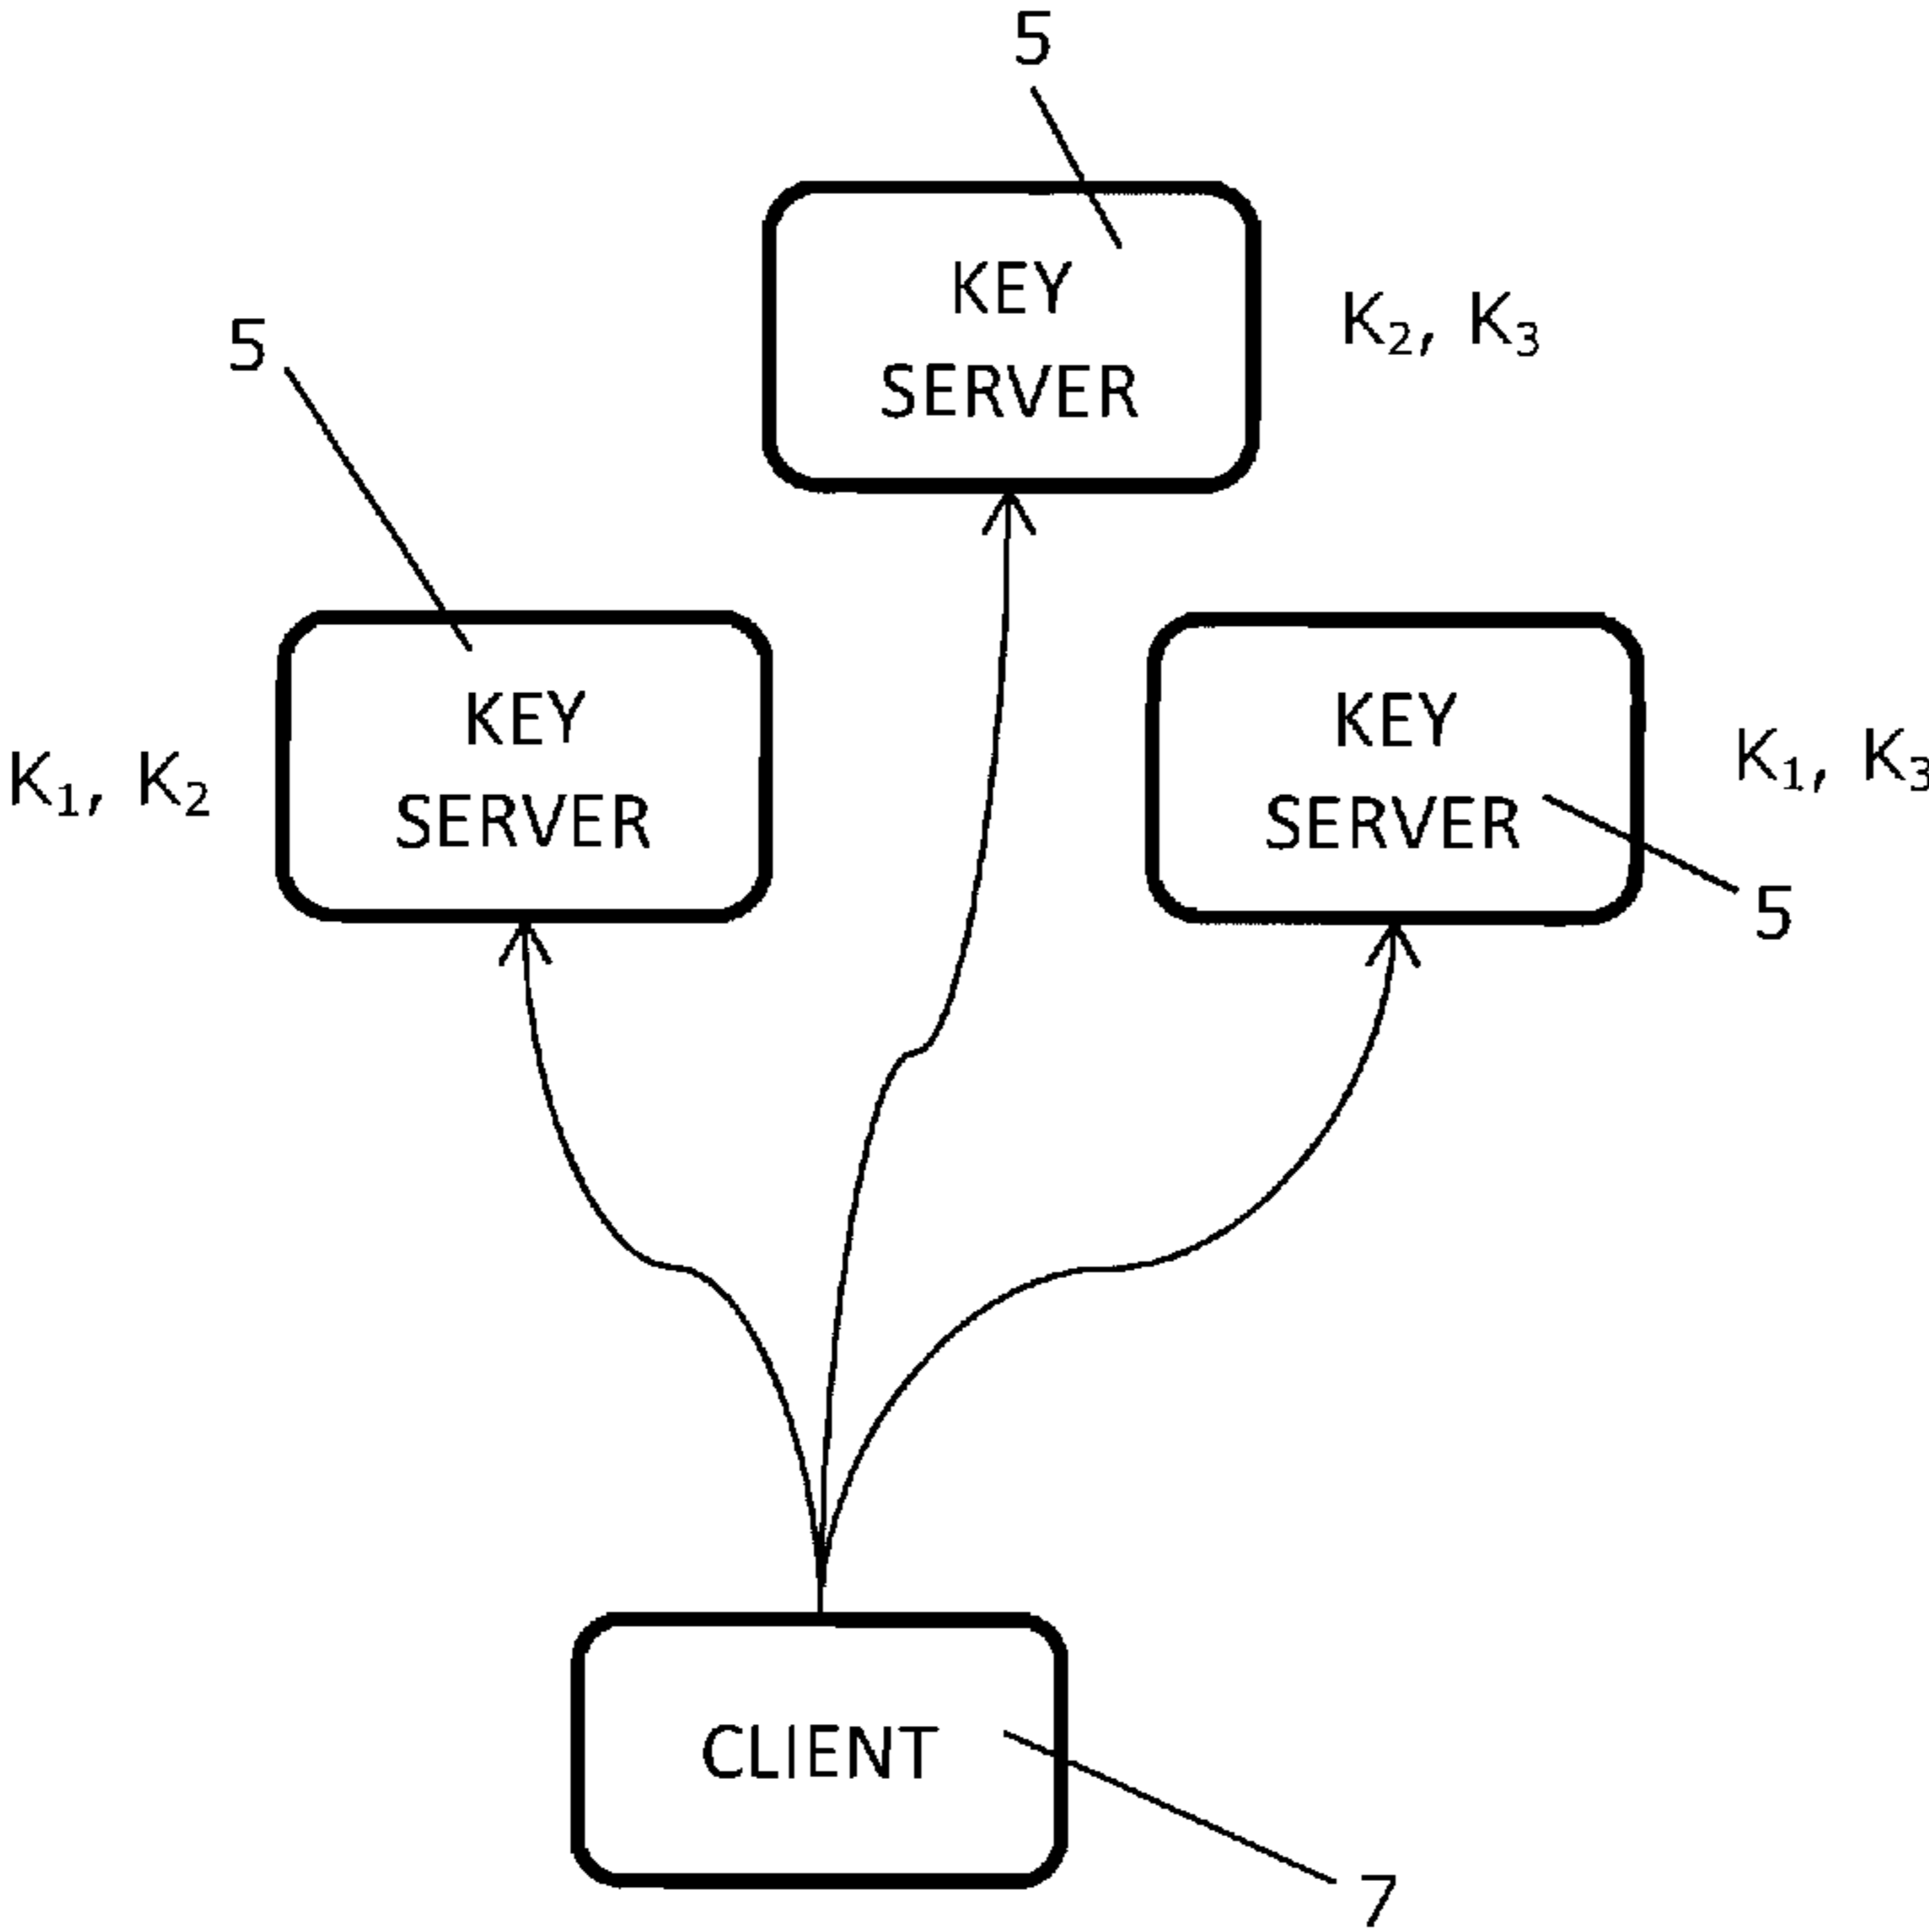 5
KEY
SERVER
K₂, K₃
5
KEY
SERVER
K₁, K₂
KEY
SERVER
K₁, K₃
5
CLIENT
7